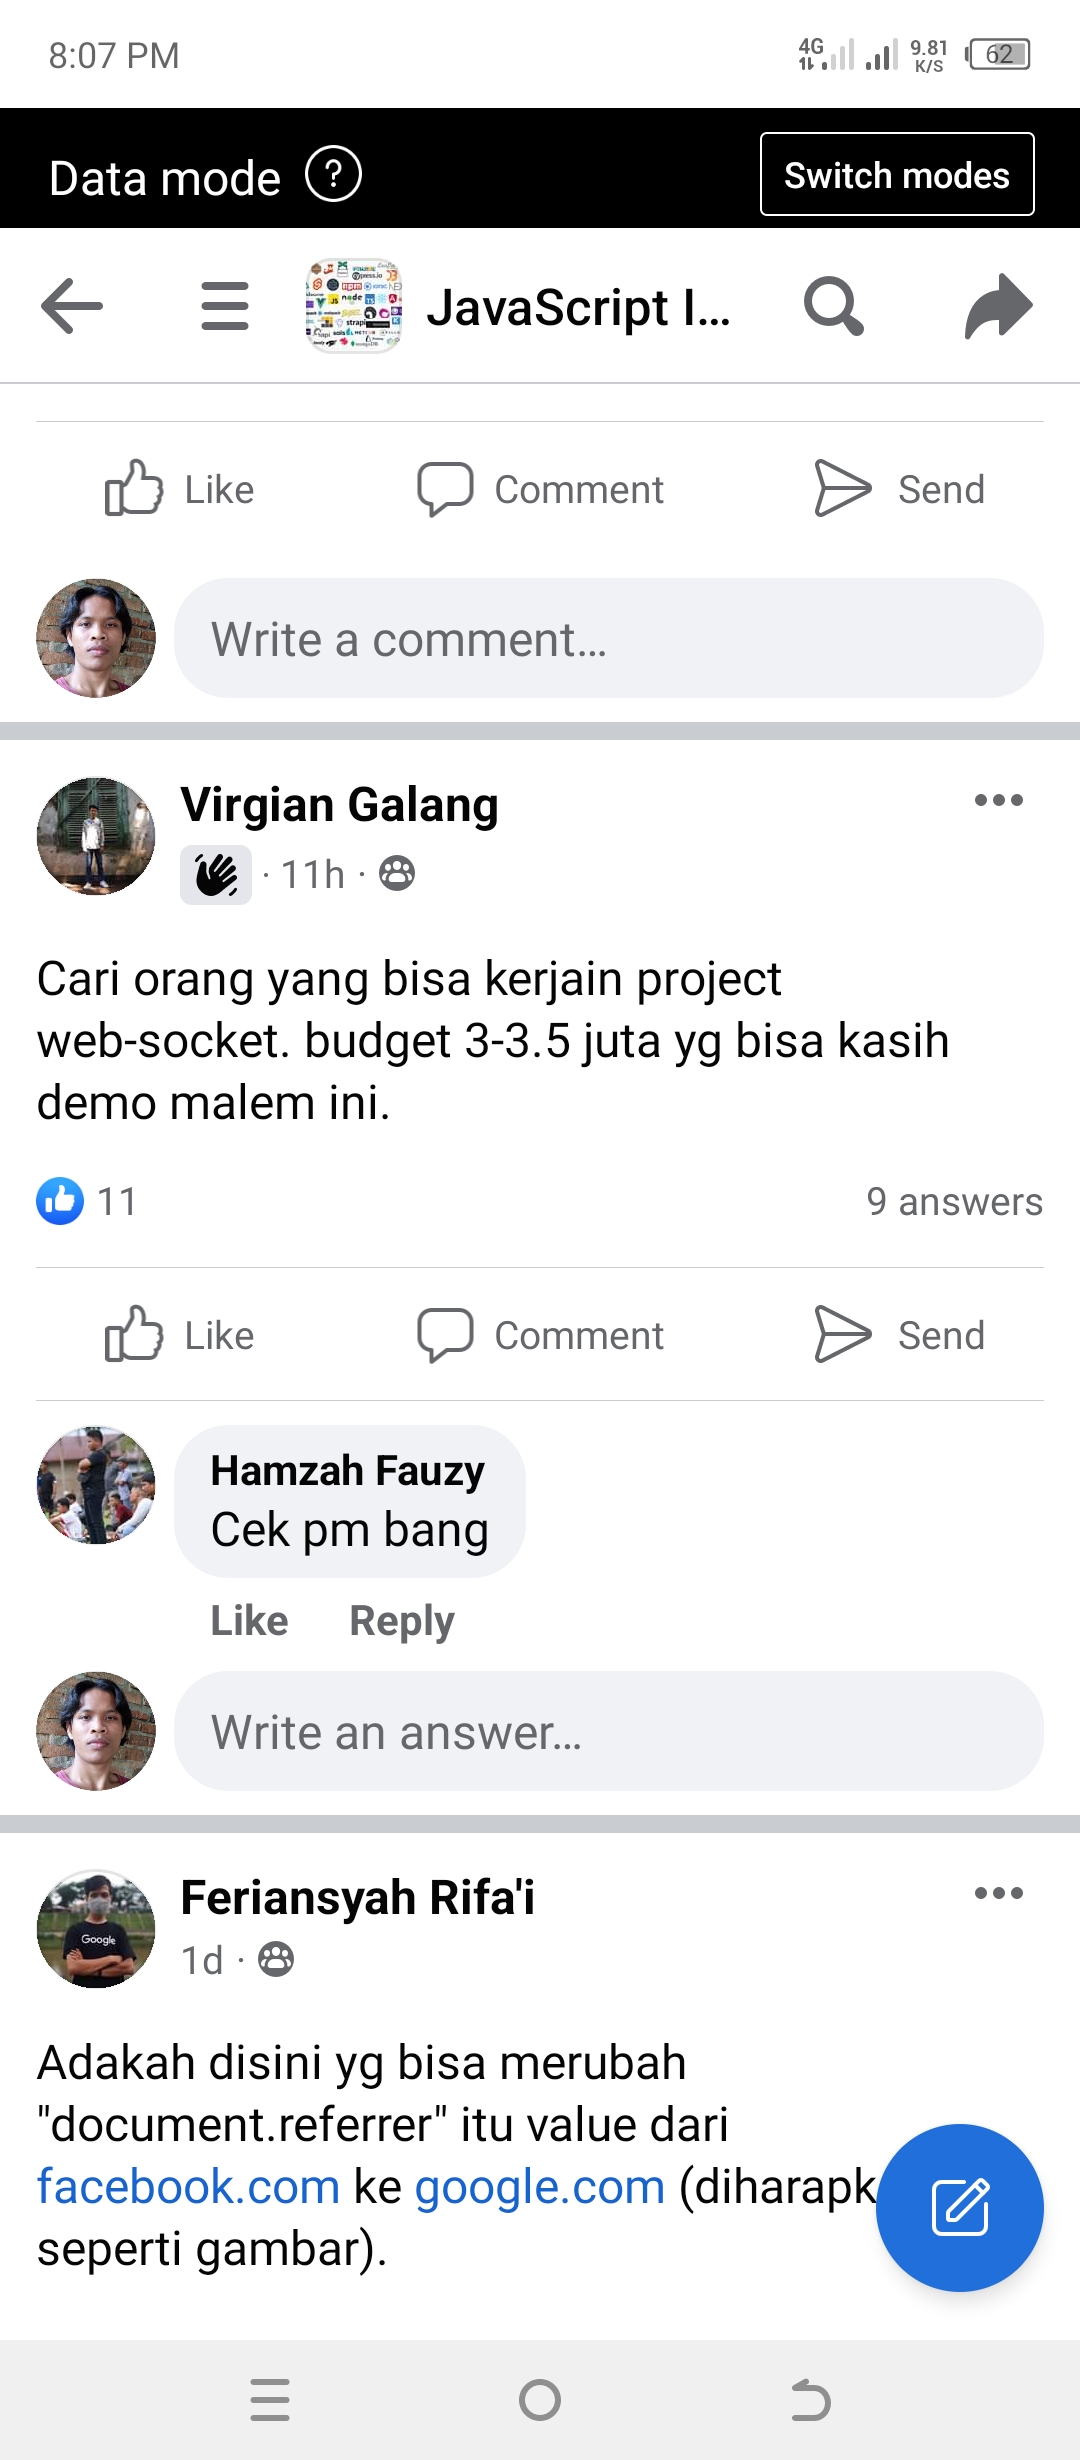 8:07 PM
4G 9.81 K/S 62
Data mode ? Switch modes
JavaScript I...
Like Comment Send
Write a comment...
Virgian Galang
· 11h ·
Cari orang yang bisa kerjain project
web-socket. budget 3-3.5 juta yg bisa kasih
demo malem ini.
11 9 answers
Like Comment Send
Hamzah Fauzy
Cek pm bang
Like Reply
Write an answer...
Feriansyah Rifa'i
Google
1d ·
Adakah disini yg bisa merubah
"document.referrer" itu value dari
facebook.com ke google.com (diharapk
seperti gambar).